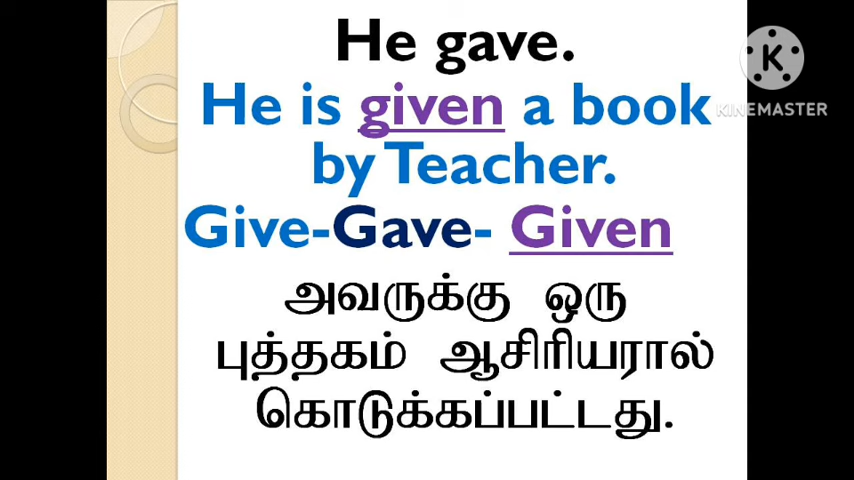 He gave.
He is given a book
by Teacher.
Give-Gave- Given
அவருக்கு ஒரு
புத்தகம் ஆசிரியரால்
கொடுக்கப்பட்டது.
KINEMASTER